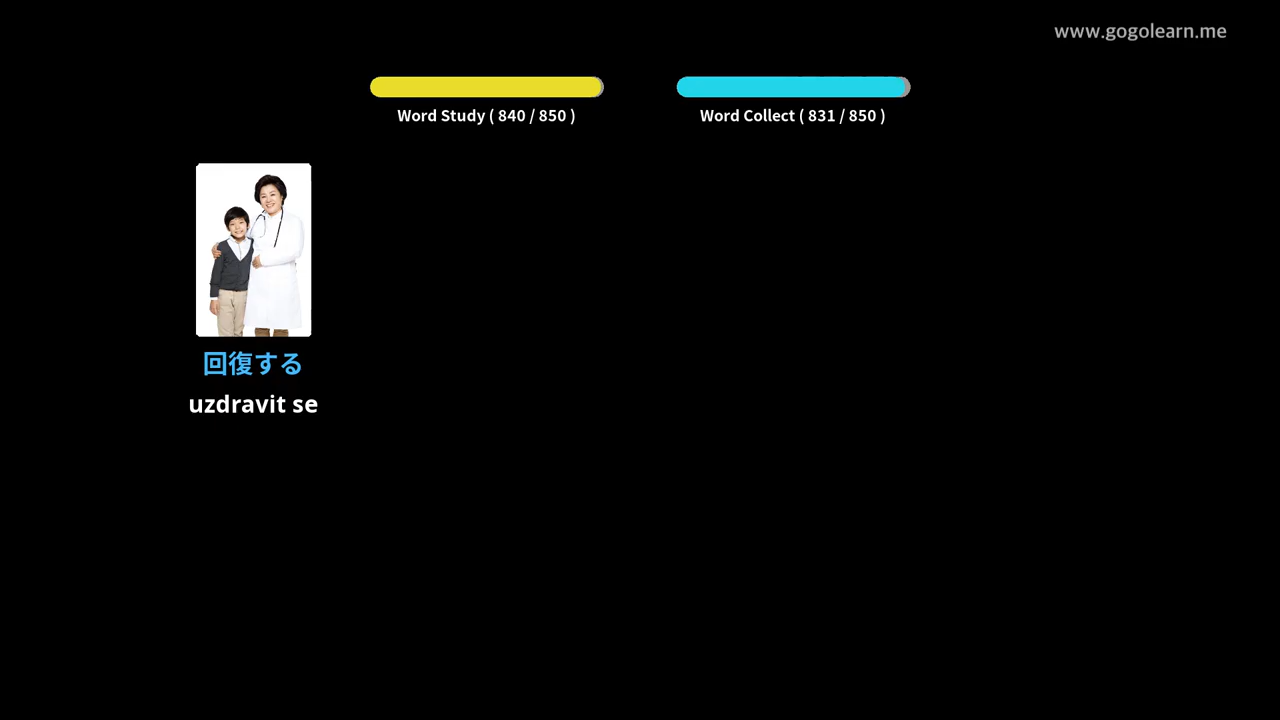 www.gogolearn.me
Word Study ( 840 / 850 )
Word Collect ( 831 / 850 )
回復する
uzdravit se